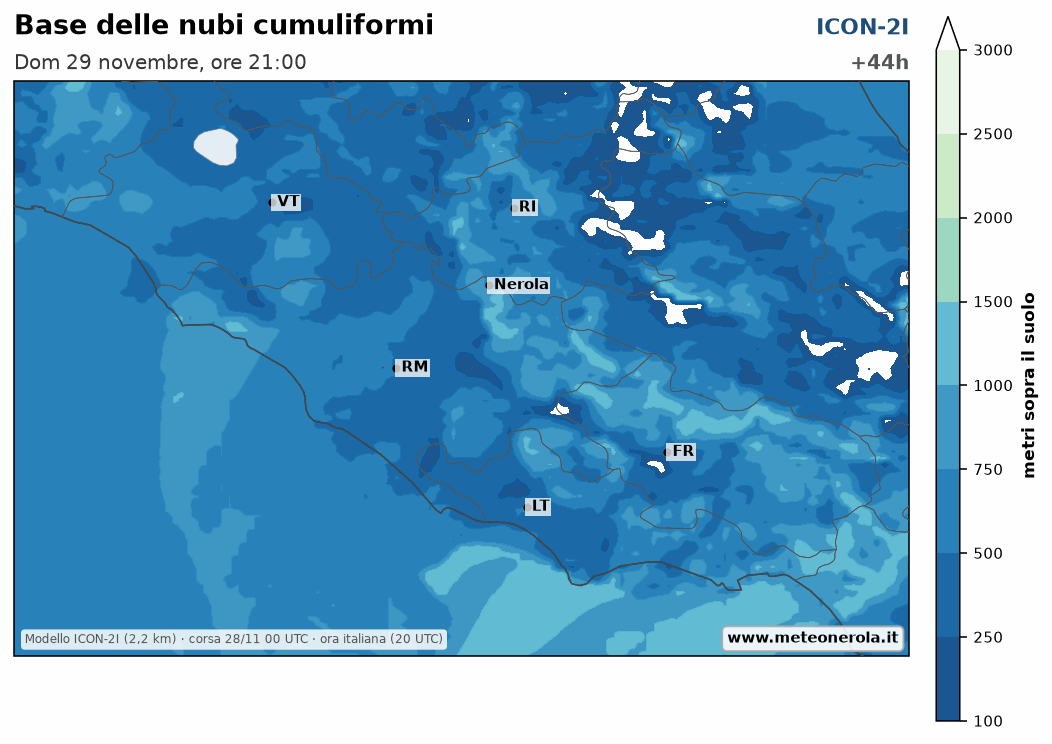 Base delle nubi cumuliformi
ICON-2I
Dom 29 novembre, ore 21:00
+44h
3000
2500
2000
1500
1000
750
500
250
100
metri sopra il suolo
VT
RI
Nerola
RM
FR
LT
Modello ICON-2I (2,2 km) · corsa 28/11 00 UTC · ora italiana (20 UTC)
www.meteonerola.it